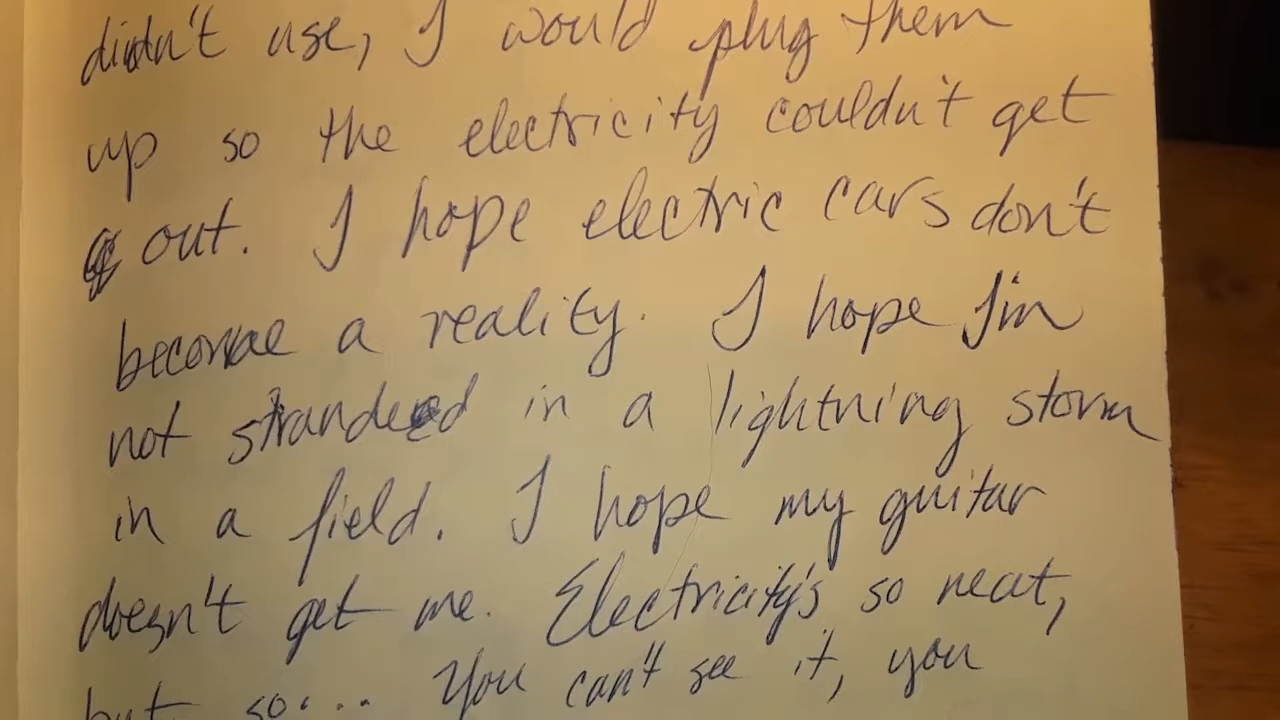 didn't use, I would plug them
up so the electricity couldn't get
out. I hope electric cars don't
become a reality. I hope I'm
not stranded in a lightning storm
in a field. I hope my guitar
doesn't get me. Electricity's so neat,
but so.... You can't see it, you